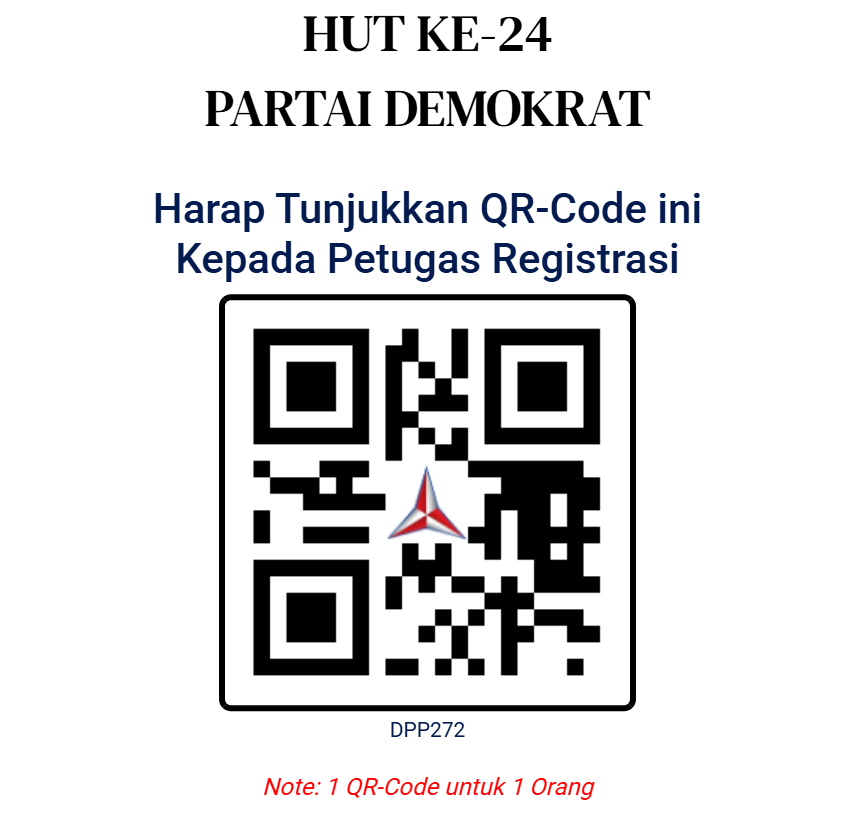 HUT KE-24
PARTAI DEMOKRAT
Harap Tunjukkan QR-Code ini
Kepada Petugas Registrasi
DPP272
Note: 1 QR-Code untuk 1 Orang